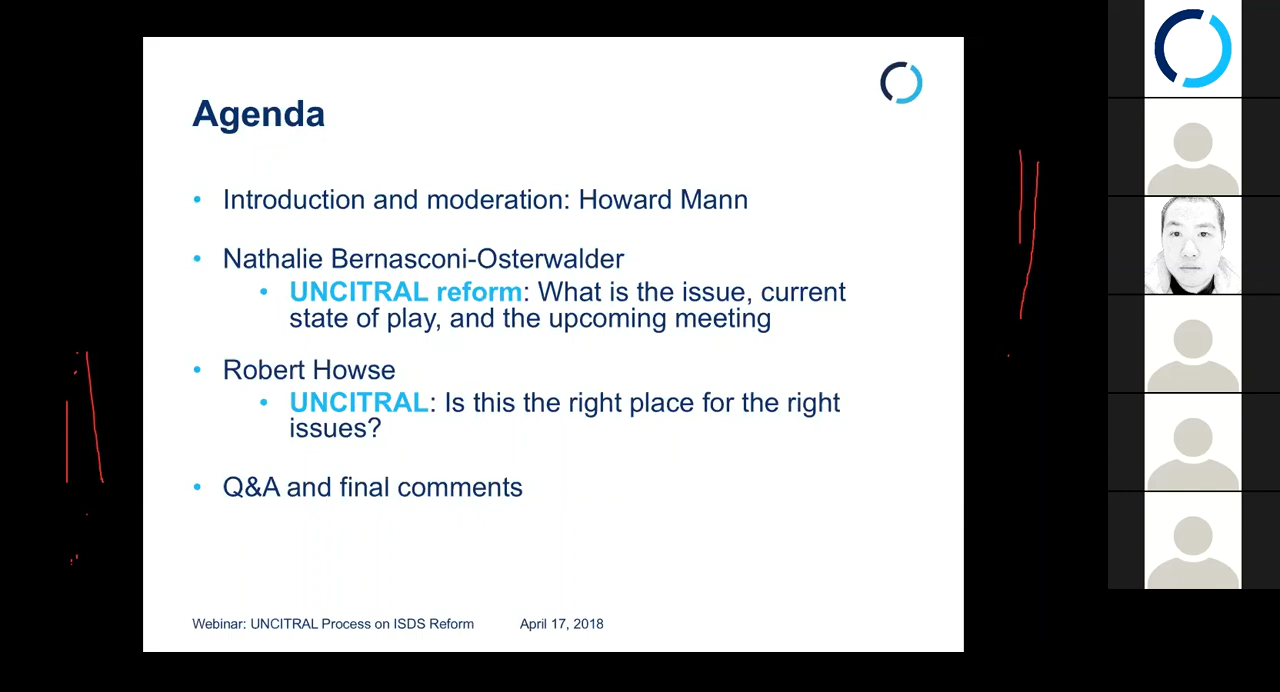 Agenda
• Introduction and moderation: Howard Mann
• Nathalie Bernasconi-Osterwalder
• UNCITRAL reform: What is the issue, current
state of play, and the upcoming meeting
• Robert Howse
• UNCITRAL: Is this the right place for the right
issues?
• Q&A and final comments
Webinar: UNCITRAL Process on ISDS Reform April 17, 2018